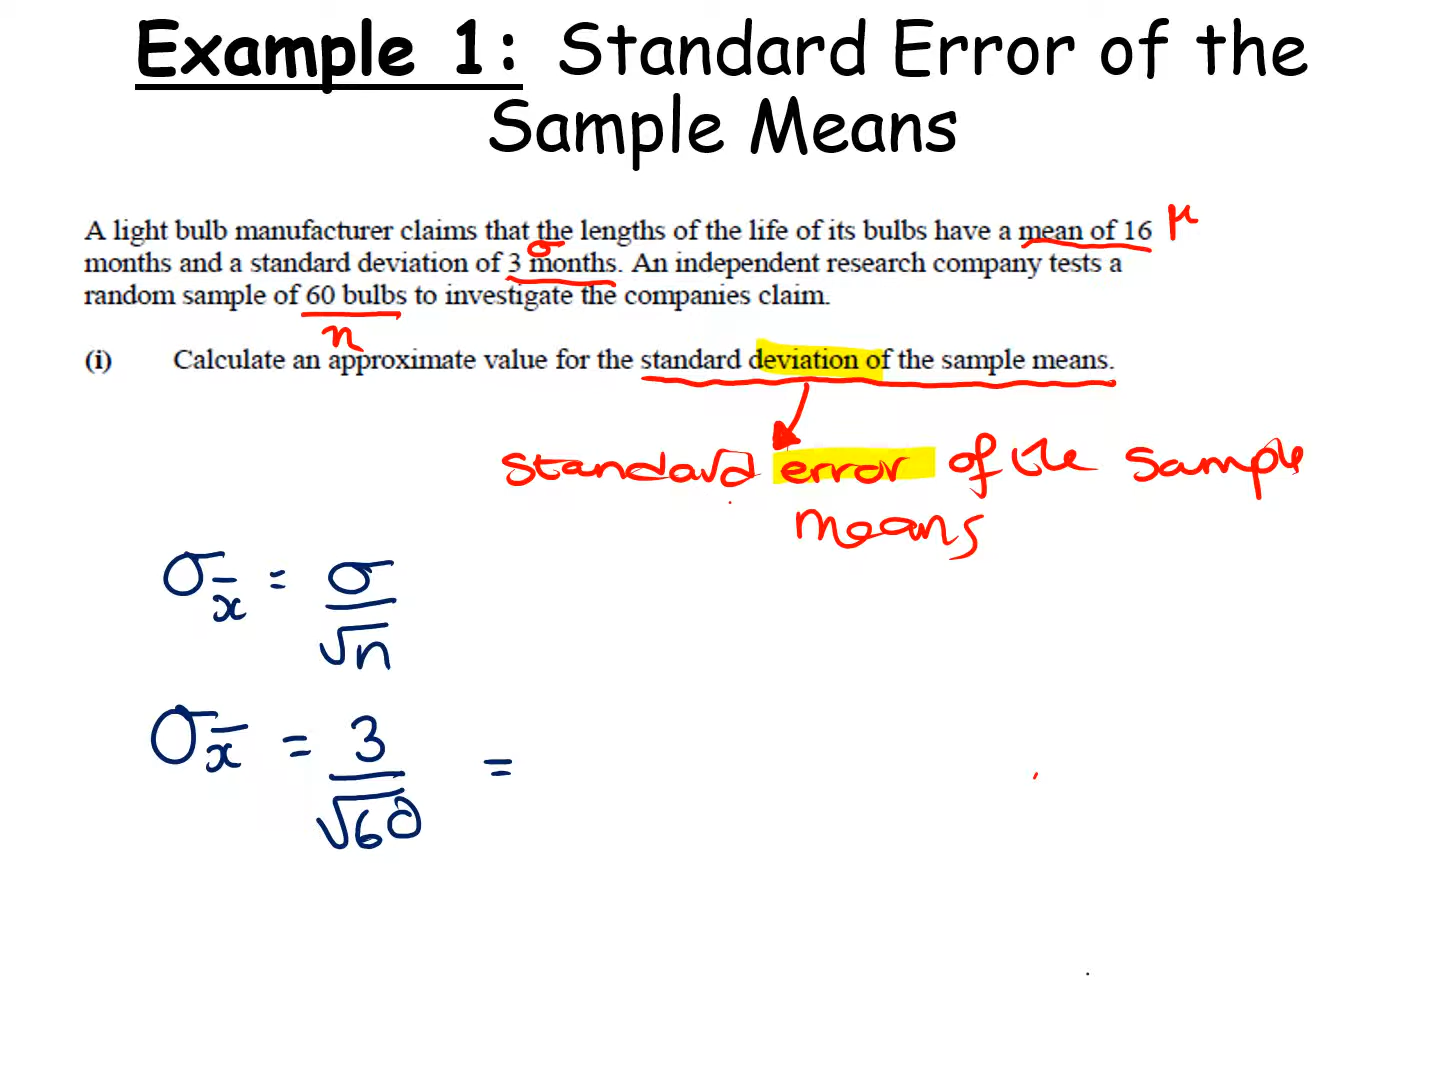 Example 1: Standard Error of the
Sample Means
A light bulb manufacturer claims that the lengths of the life of its bulbs have a mean of 16 μ
σ
months and a standard deviation of 3 months. An independent research company tests a
random sample of 60 bulbs to investigate the companies claim.
n
(i) Calculate an approximate value for the standard deviation of the sample means.
standard error of the sample
means
σx̄ = σ/√n
σx̄ = 3/√60 =